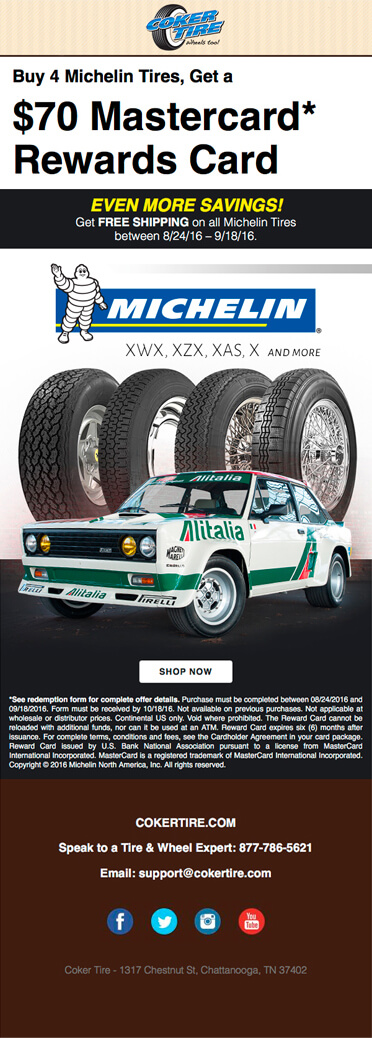 COKER
TIRE
wheels too!
Buy 4 Michelin Tires, Get a
$70 Mastercard*
Rewards Card
EVEN MORE SAVINGS!
Get FREE SHIPPING on all Michelin Tires
between 8/24/16 – 9/18/16.
MICHELIN
XWX, XZX, XAS, X AND MORE
Alitalia
Alitalia
MAGNETI
MARELLI
Alitalia
PIRELLI
PIRELLI
SHOP NOW
*See redemption form for complete offer details. Purchase must be completed between 08/24/2016 and
09/18/2016. Form must be received by 10/18/16. Not available on previous purchases. Not applicable at
wholesale or distributor prices. Continental US only. Void where prohibited. The Reward Card cannot be
reloaded with additional funds, nor can it be used at an ATM. Reward Card expires six (6) months after
issuance. For complete terms, conditions and fees, see the Cardholder Agreement in your card package.
Reward Card issued by U.S. Bank National Association pursuant to a license from MasterCard
International Incorporated. MasterCard is a registered trademark of MasterCard International Incorporated.
Copyright © 2016 Michelin North America, Inc. All rights reserved.
COKERTIRE.COM
Speak to a Tire & Wheel Expert: 877-786-5621
Email: support@cokertire.com
f
You
Tube
Coker Tire - 1317 Chestnut St, Chattanooga, TN 37402